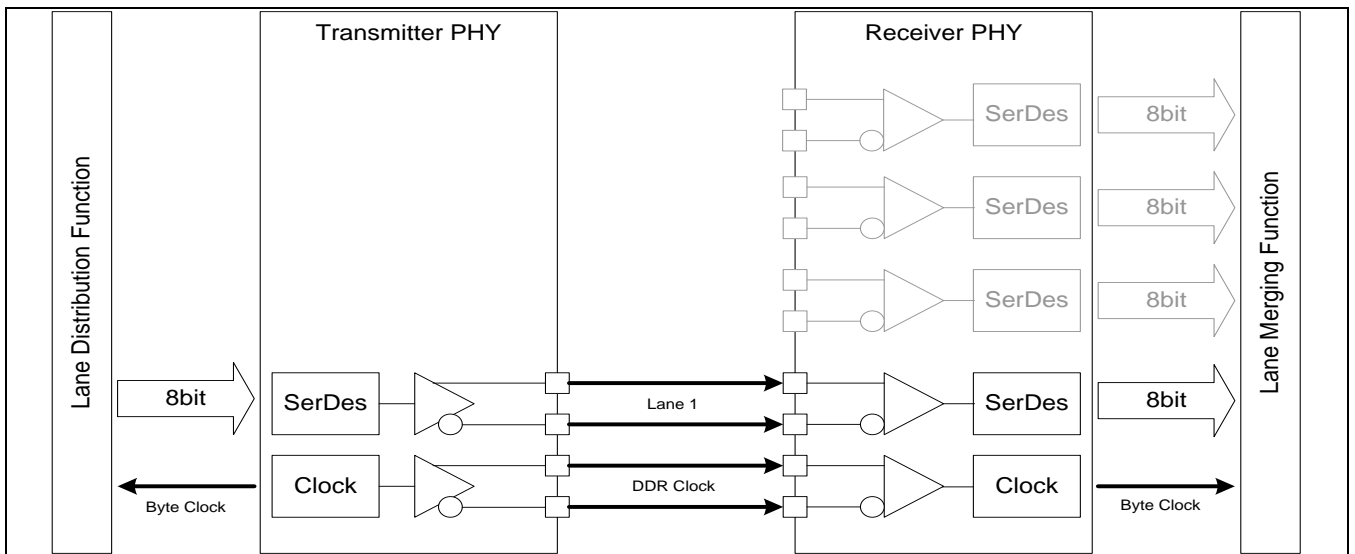 Transmitter PHY
Receiver PHY
Lane Distribution Function
SerDes
8bit
SerDes
8bit
SerDes
8bit
8bit
SerDes
Lane 1
SerDes
8bit
Byte Clock
Clock
DDR Clock
Clock
Byte Clock
Lane Merging Function